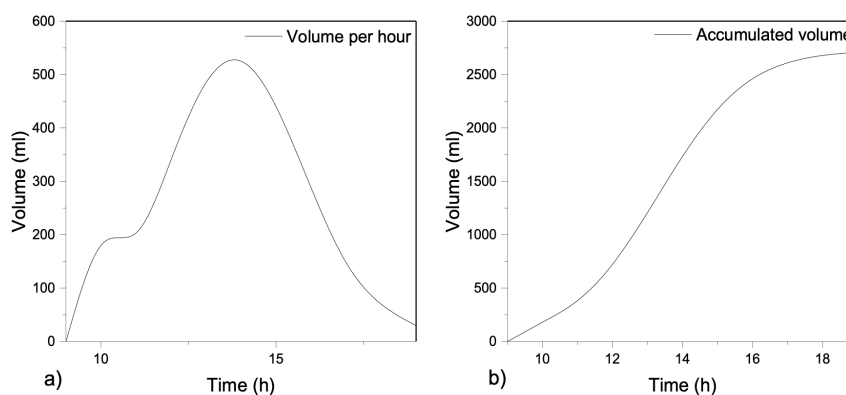 600
500
400
300
200
100
0
Volume (ml)
Volume per hour
10
15
a)
Time (h)
3000
2500
2000
1500
1000
500
0
Volume (ml)
Accumulated volume
10
12
14
16
18
b)
Time (h)